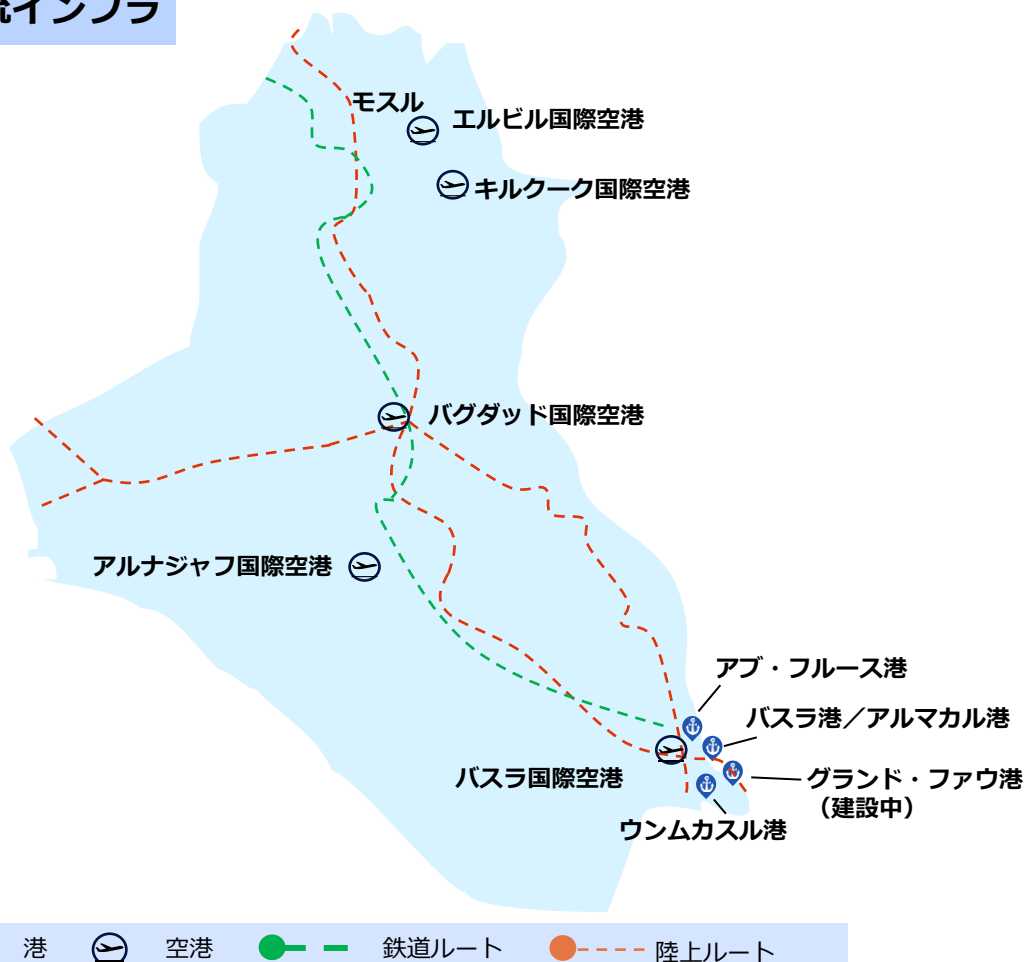 インフラ
モスル
エルビル国際空港
キルクーク国際空港
バグダッド国際空港
アルナジャフ国際空港
アブ・フルース港
バスラ港／アルマカル港
バスラ国際空港
グランド・ファウ港
（建設中）
ウンムカスル港
港
空港
鉄道ルート
陸上ルート